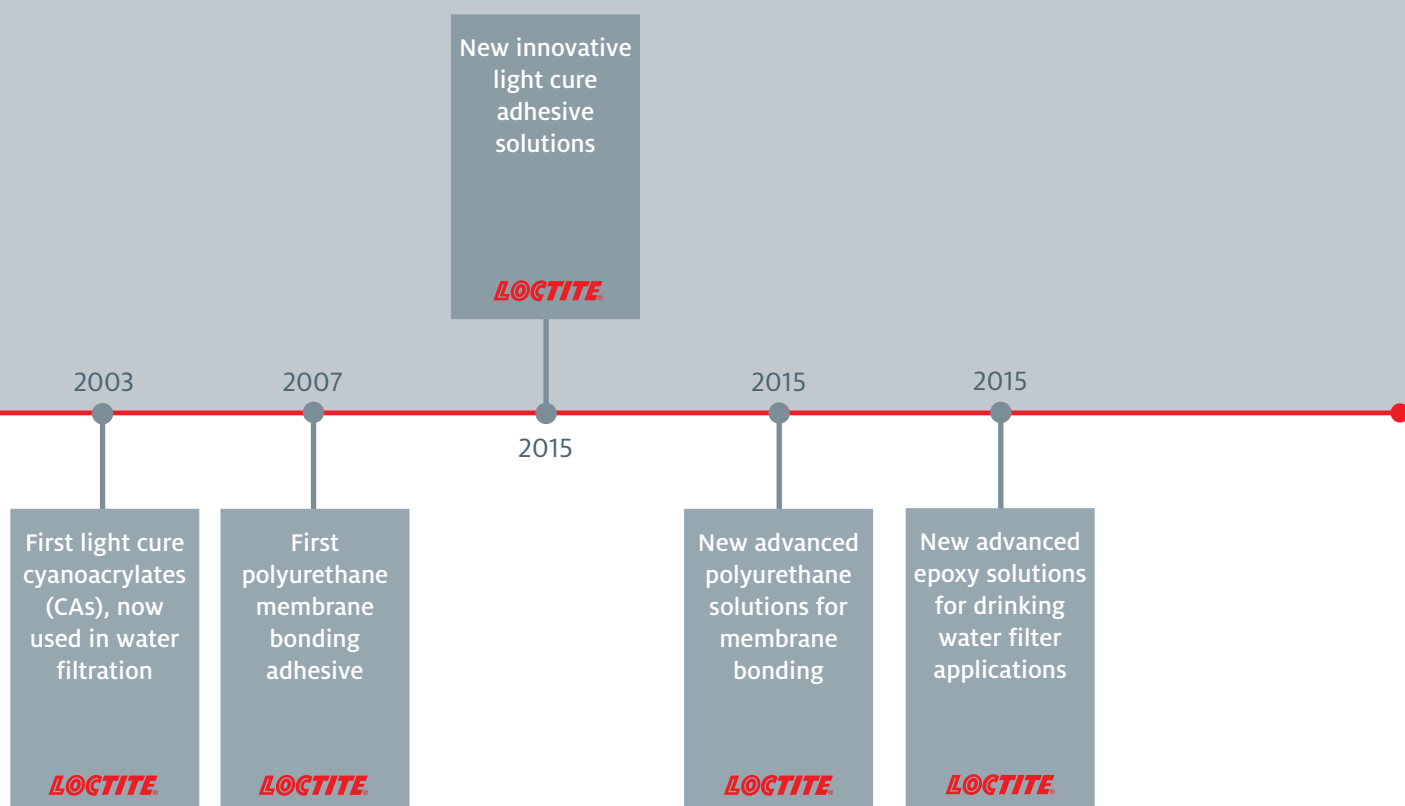 New innovative
light cure
adhesive
solutions
LOCTITE®
2003
2007
2015
2015
2015
First light cure
cyanoacrylates
(CAs), now
used in water
filtration
LOCTITE®
First
polyurethane
membrane
bonding
adhesive
LOCTITE®
New advanced
polyurethane
solutions for
membrane
bonding
LOCTITE®
New advanced
epoxy solutions
for drinking
water filter
applications
LOCTITE®